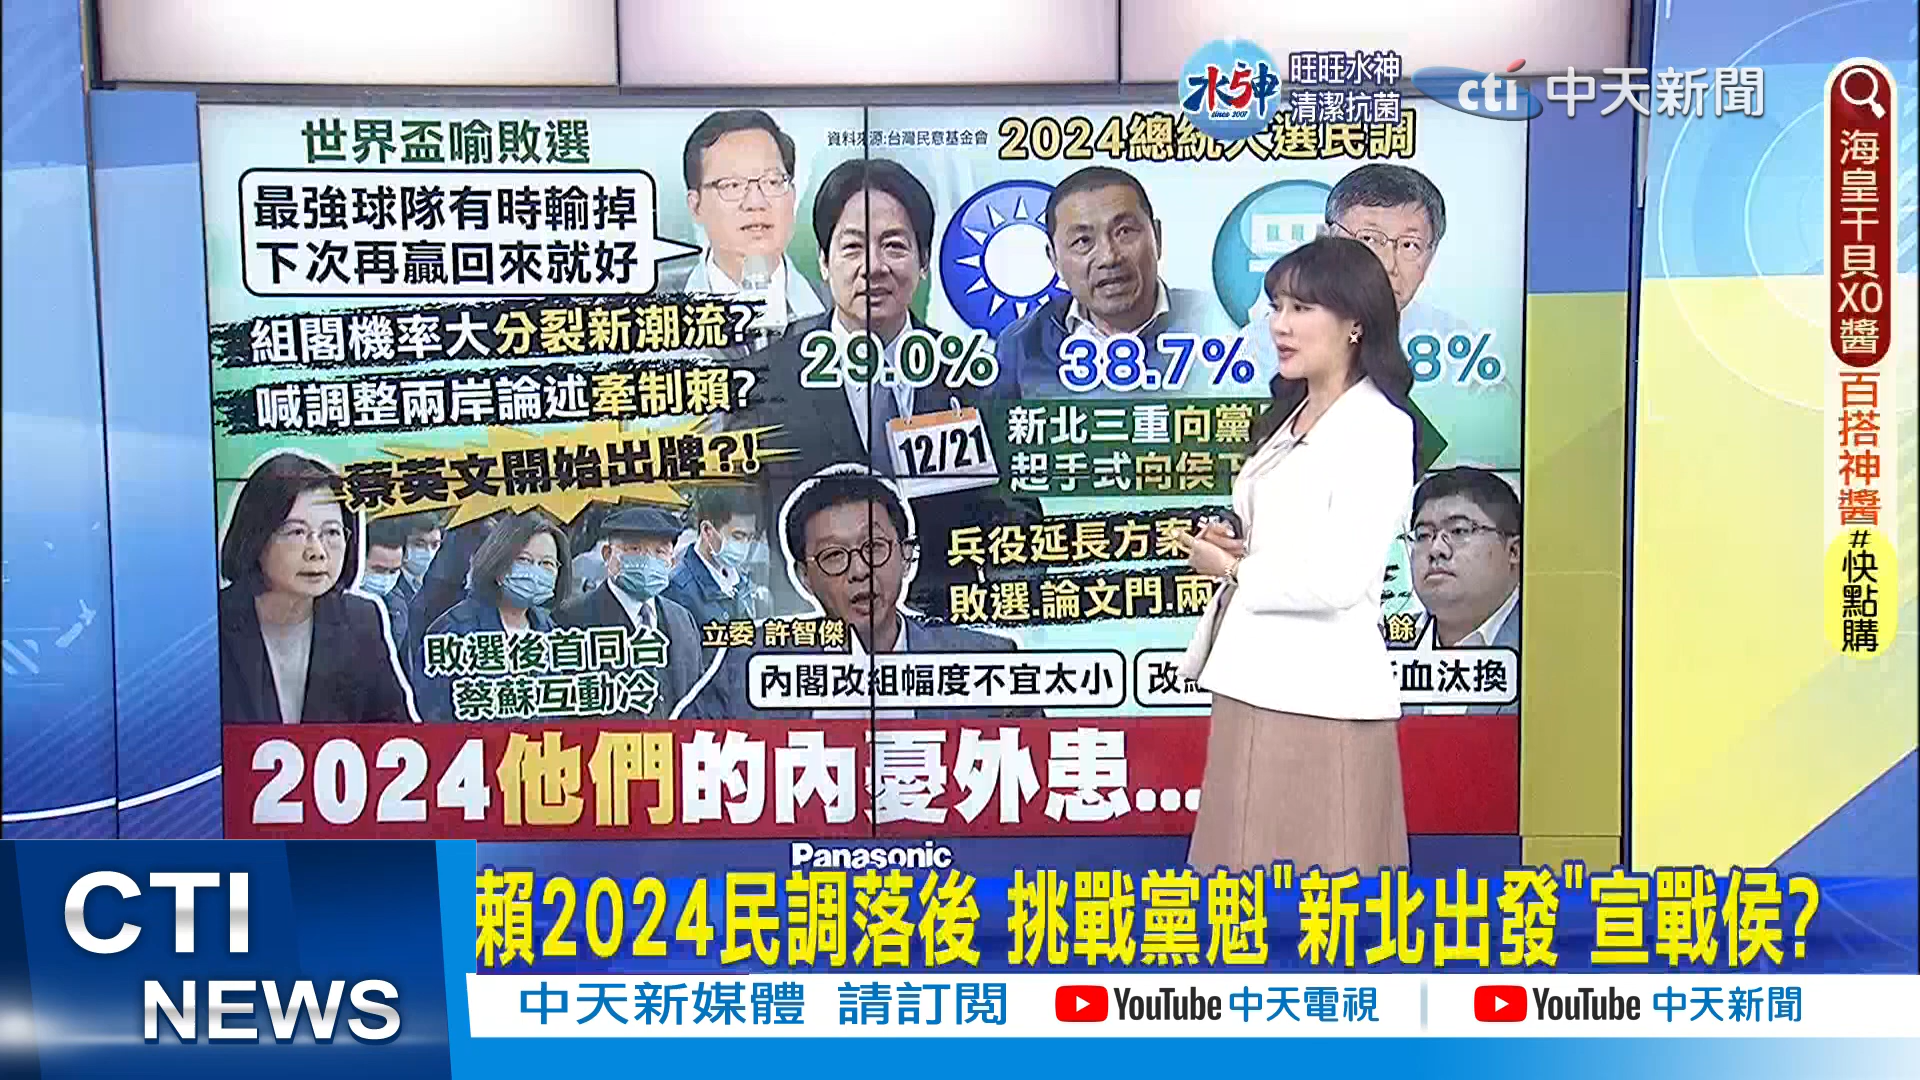 水神
since 2007
旺旺水神
清潔抗菌
cti 中天新聞
海皇干貝XO醬
百搭神醬
#快點購
世界盃喻敗選
最強球隊有時輸掉
下次再贏回來就好
組閣機率大分裂新潮流?
喊調整兩岸論述牽制賴?
蔡英文開始出牌?!
敗選後首同台
蔡蘇互動冷
資料來源:台灣民意基金會
2024總統大選民調
29.0%
38.7%
8%
12/21
新北三重向黨
起手式向侯下
兵役延長方案
敗選.論文門.兩
立委 許智傑
內閣改組幅度不宜太小
餘
改
血汰換
2024他們的內憂外患...
Panasonic
CTI
NEWS
賴2024民調落後 挑戰黨魁"新北出發"宣戰侯?
中天新媒體 請訂閱 YouTube 中天電視 | YouTube 中天新聞